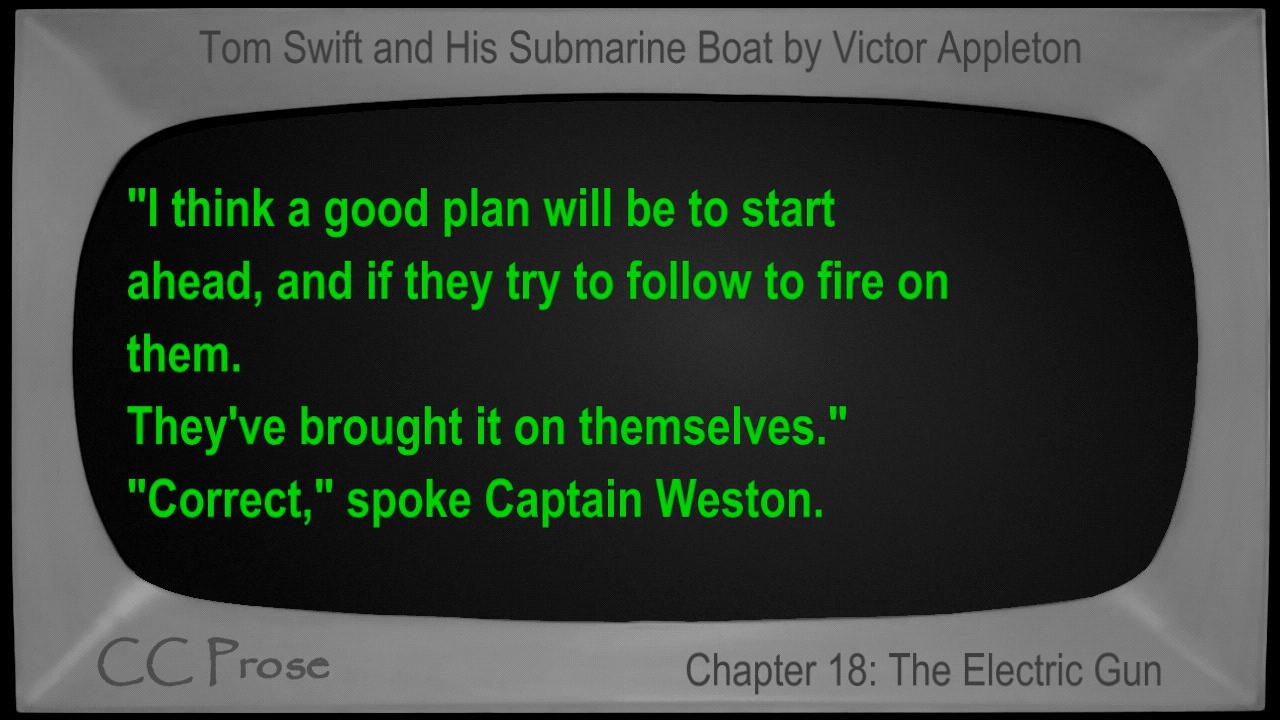 Tom Swift and His Submarine Boat by Victor Appleton
"I think a good plan will be to start
ahead, and if they try to follow to fire on
them.
They've brought it on themselves."
"Correct," spoke Captain Weston.
CC Prose
Chapter 18: The Electric Gun